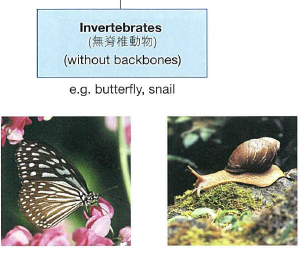 Invertebrates
(無脊椎動物)
(without backbones)
e.g. butterfly, snail